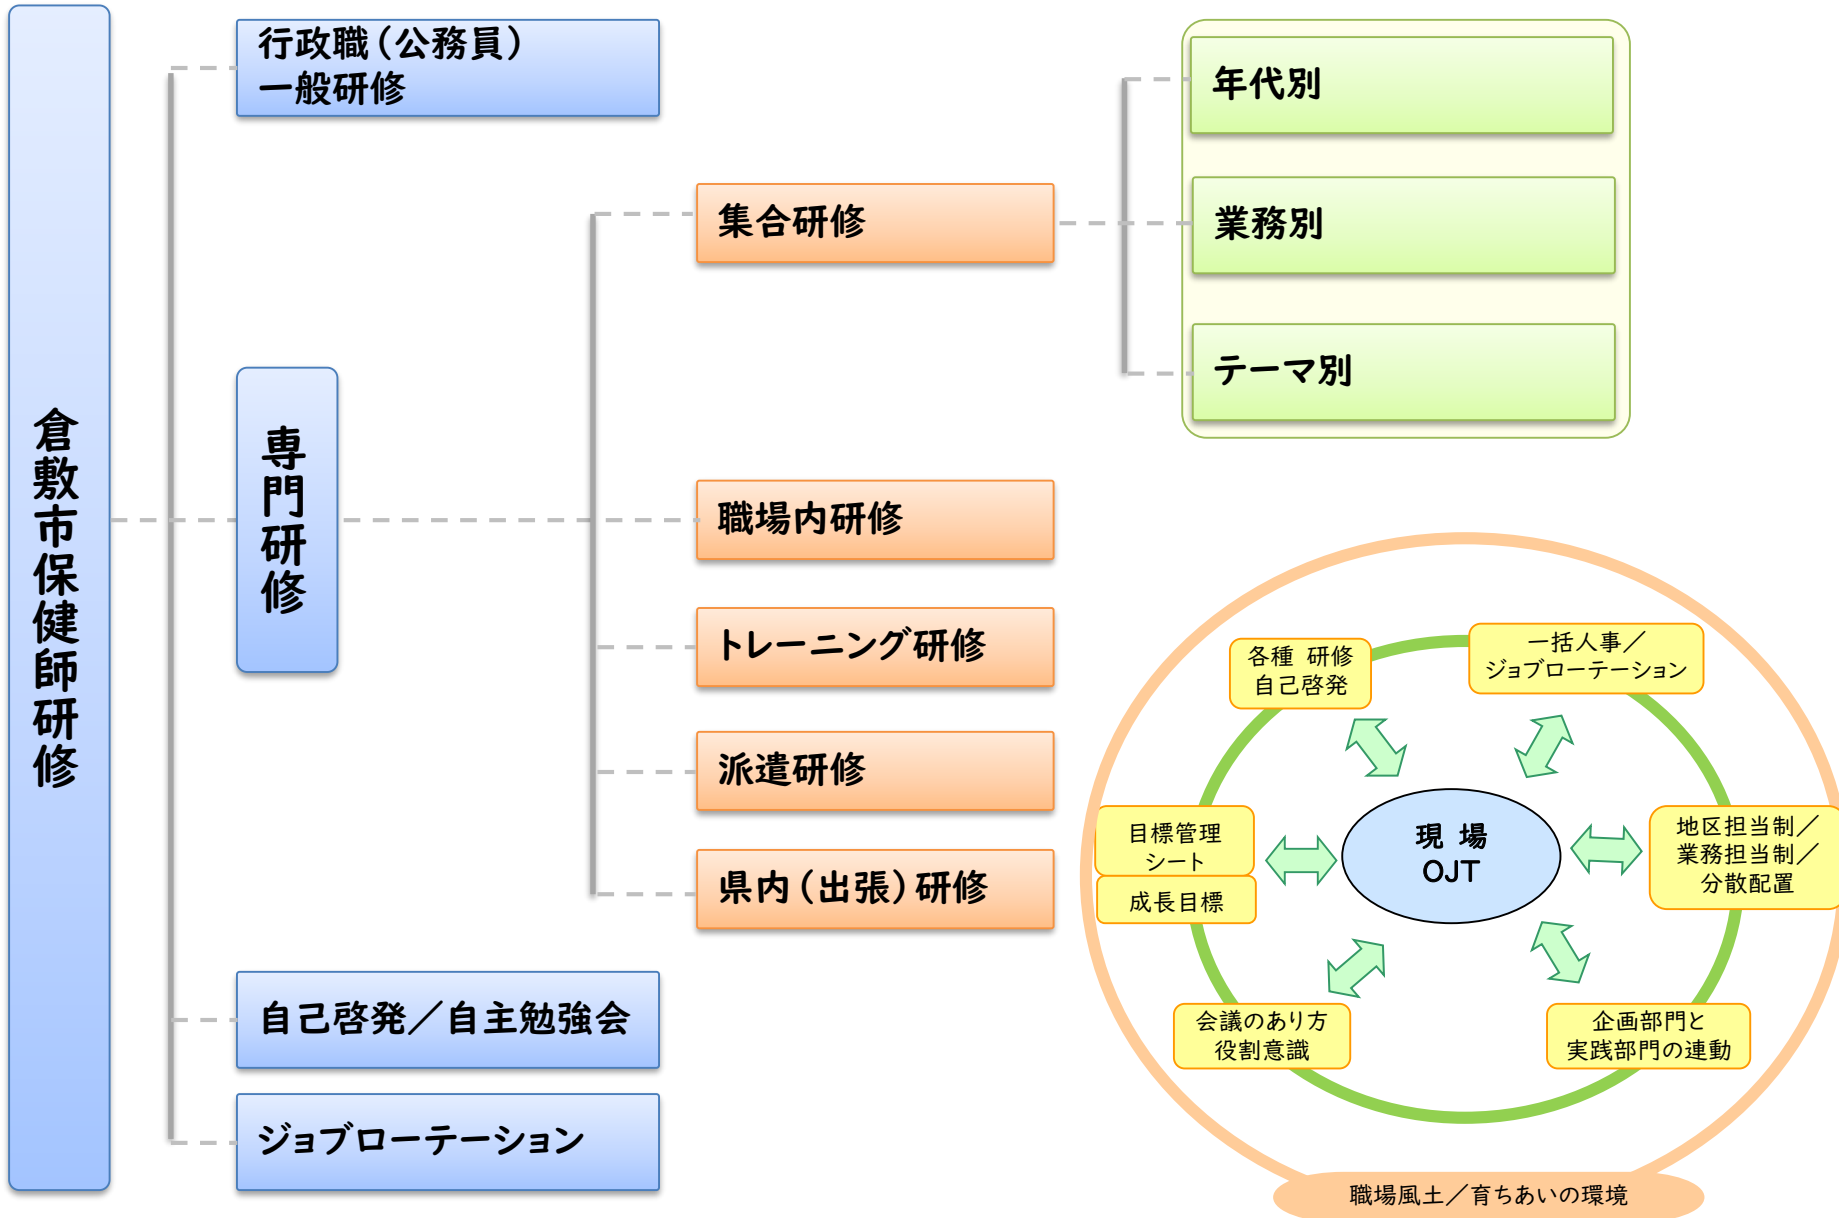 倉敷市保健師研修
行政職（公務員）
一般研修
専門研修
自己啓発／自主勉強会
ジョブローテーション
集合研修
職場内研修
トレーニング研修
派遣研修
県内（出張）研修
年代別
業務別
テーマ別
各種 研修
自己啓発
一括人事／
ジョブローテーション
目標管理
シート
成長目標
現 場
OJT
地区担当制／
業務担当制／
分散配置
会議のあり方
役割意識
企画部門と
実践部門の連動
職場風土／育ちあいの環境